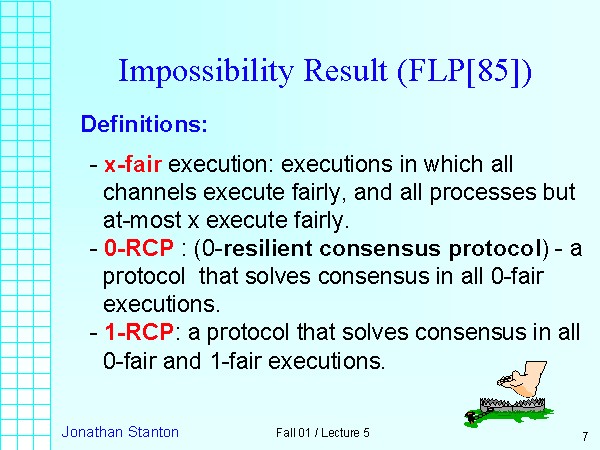 Impossibility Result (FLP[85])
Definitions:
- x-fair execution: executions in which all
channels execute fairly, and all processes but
at-most x execute fairly.
- 0-RCP : (0-resilient consensus protocol) - a
protocol that solves consensus in all 0-fair
executions.
- 1-RCP: a protocol that solves consensus in all
0-fair and 1-fair executions.
Jonathan Stanton
Fall 01 / Lecture 5
7